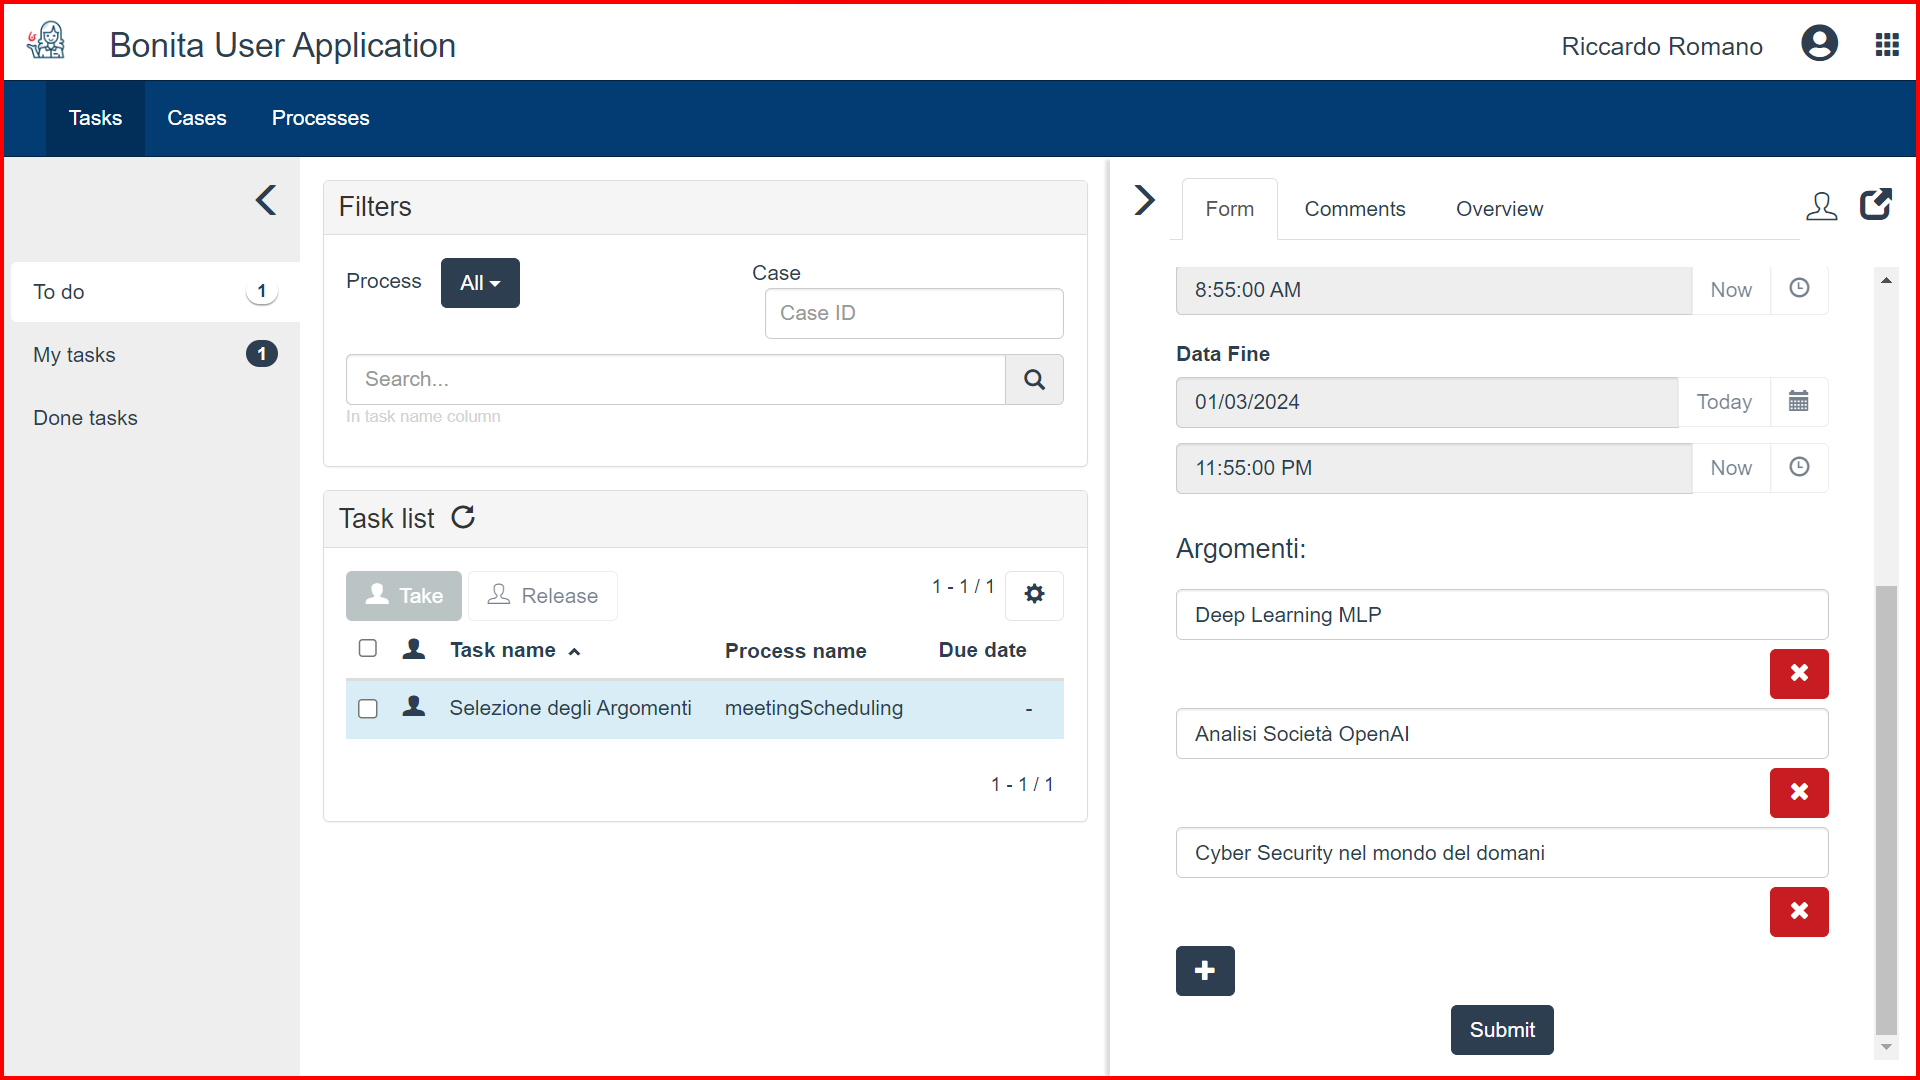 Bonita User Application
Riccardo Romano
Tasks
Cases
Processes
To do
1
My tasks
1
Done tasks
Filters
Process
All
Case
Case ID
Search...
In task name column
Task list
Take
Release
1 - 1 / 1
Task name
Process name
Due date
Selezione degli Argomenti
meetingScheduling
-
1 - 1 / 1
Form
Comments
Overview
8:55:00 AM
Now
Data Fine
01/03/2024
Today
11:55:00 PM
Now
Argomenti:
Deep Learning MLP
Analisi Società OpenAI
Cyber Security nel mondo del domani
Submit